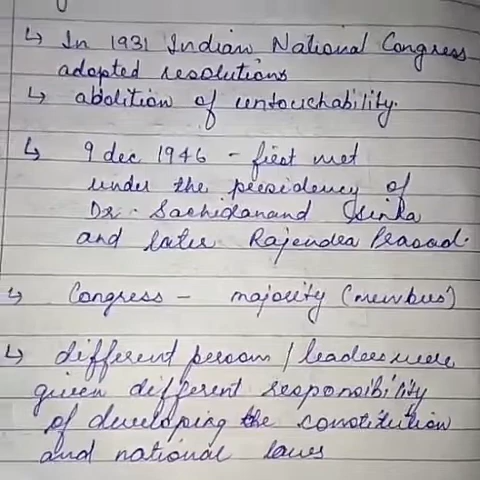 ↳ In 1931 Indian National Congress
adopted resolutions
↳ abolition of untouchability.
↳ 9 dec 1946 - first met
under the presidency of
Dr. Sachidanand Sinha
and later Rajendra Prasad.
↳ Congress - majority (members)
↳ different person / leaders were
given different responsibility
of developing the constitution
and national laws